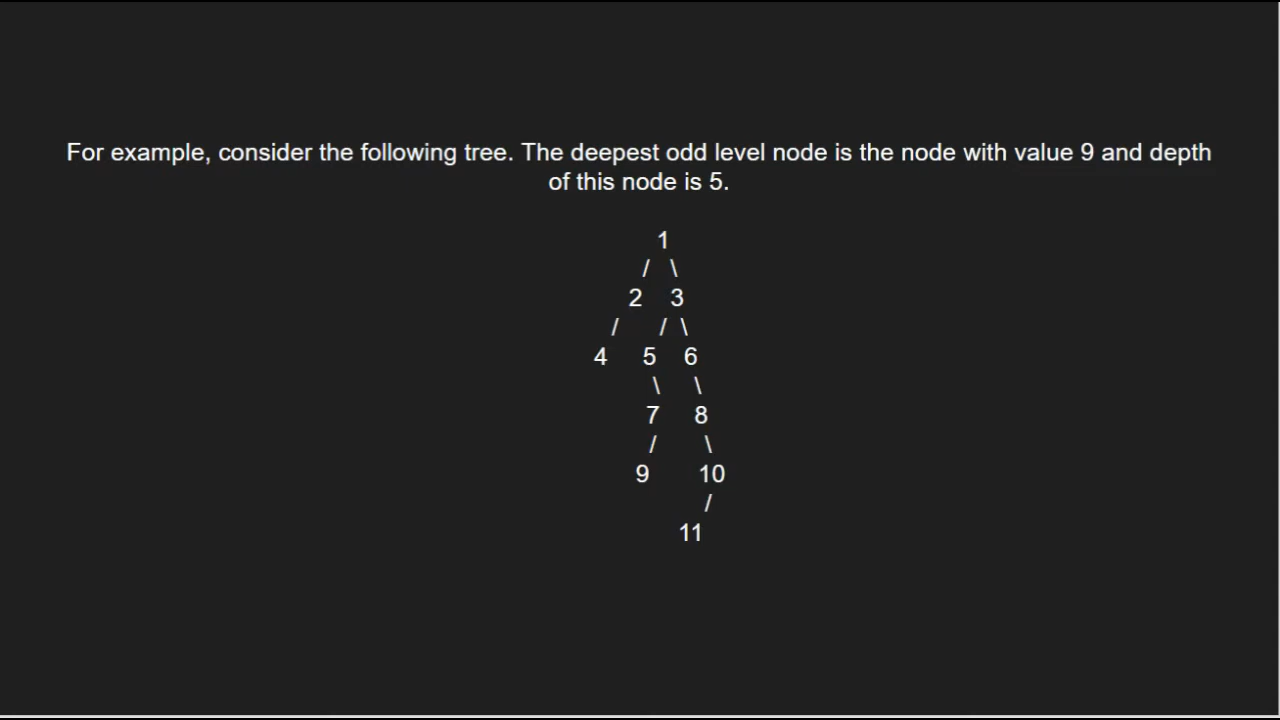 For example, consider the following tree. The deepest odd level node is the node with value 9 and depth
of this node is 5.
1
/ \
2 3
/ / \
4 5 6
\ \
7 8
/ \
9 10
/
11